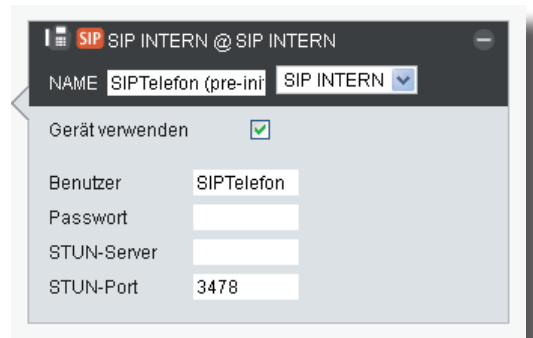 SIP SIP INTERN @ SIP INTERN
NAME SIPTelefon (pre-ini SIP INTERN
Gerät verwenden
Benutzer SIPTelefon
Passwort
STUN-Server
STUN-Port 3478